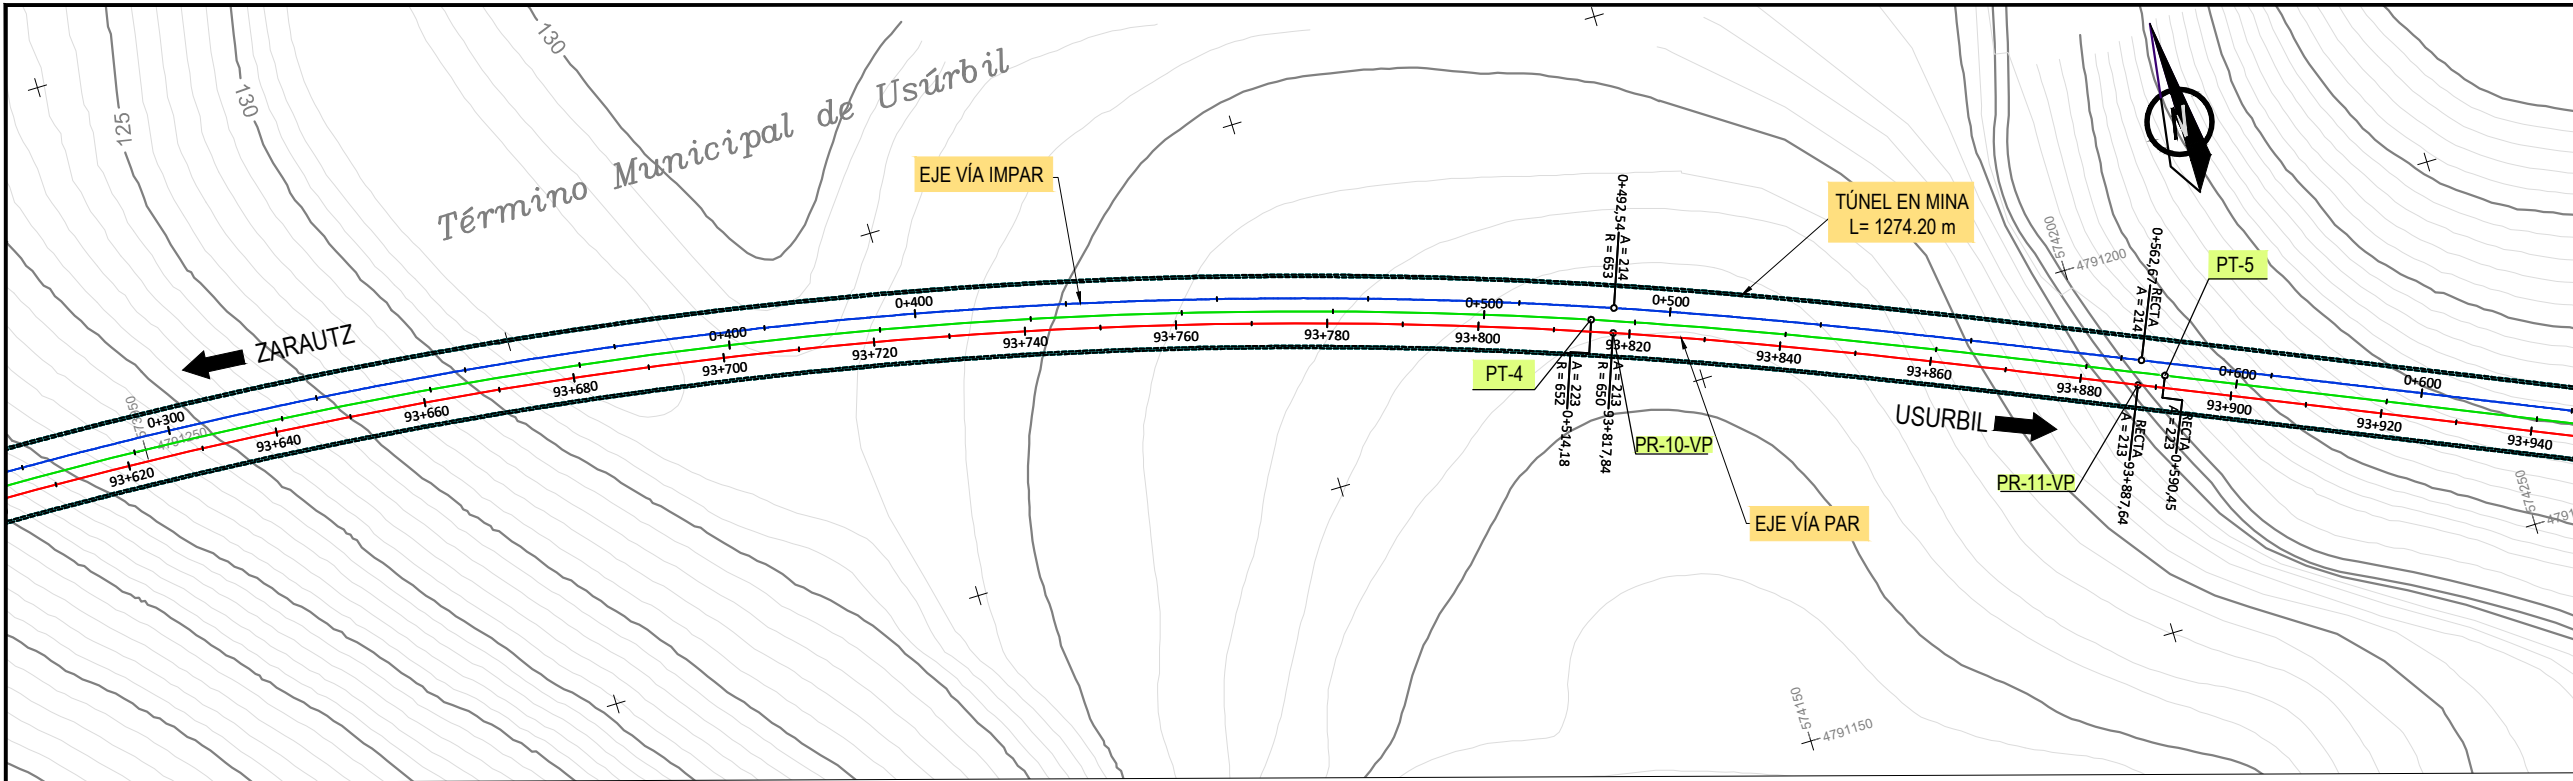 130
125
130
Término Municipal de Usúrbil
EJE VÍA IMPAR
TÚNEL EN MINA
L= 1274.20 m
N
PT-5
574200
4791200
0+492,54
A = 214
R = 653
0+562,67
RECTA
A = 214
ZARAUTZ
0+300
0+400
0+400
0+500
0+500
0+600
0+600
93+620
93+640
93+660
93+680
93+700
93+720
93+740
93+760
93+780
93+800
93+820
93+840
93+860
93+880
93+900
93+920
93+940
4791250
PT-4
A = 223
R = 652
0+514,18
A = 213
R = 650
93+817,84
PR-10-VP
USURBIL
PR-11-VP
RECTA
A = 213
93+887,64
RECTA
A = 223
0+590,45
EJE VÍA PAR
574250
574150
4791150